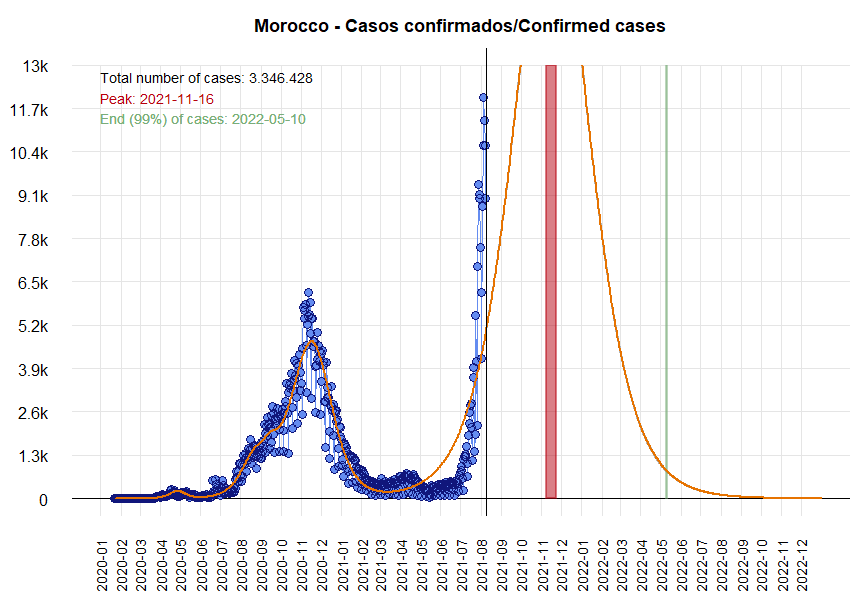 Morocco - Casos confirmados/Confirmed cases
13k
Total number of cases: 3.346.428
Peak: 2021-11-16
11.7k
End (99%) of cases: 2022-05-10
10.4k
9.1k
7.8k
6.5k
5.2k
3.9k
2.6k
1.3k
0
2020-01
2020-02
2020-03
2020-04
2020-05
2020-06
2020-07
2020-08
2020-09
2020-10
2020-11
2020-12
2021-01
2021-02
2021-03
2021-04
2021-05
2021-06
2021-07
2021-08
2021-09
2021-10
2021-11
2021-12
2022-01
2022-02
2022-03
2022-04
2022-05
2022-06
2022-07
2022-08
2022-09
2022-10
2022-11
2022-12